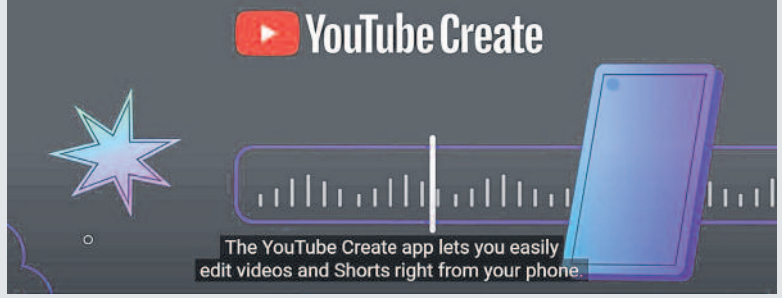 YouTube Create
The YouTube Create app lets you easily
edit videos and Shorts right from your phone.